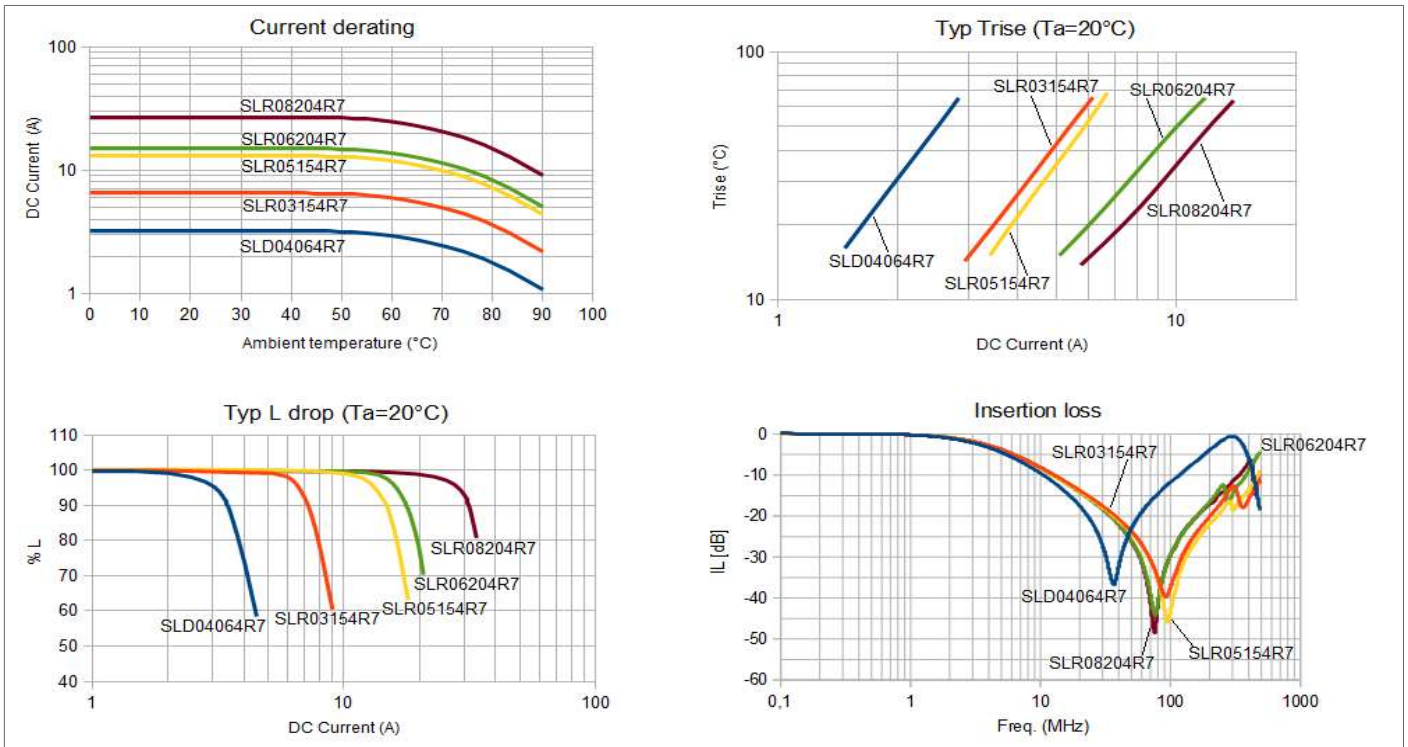 Current derating
100
10
1
DC Current (A)
SLR08204R7
SLR06204R7
SLR05154R7
SLR03154R7
SLD04064R7
0 10 20 30 40 50 60 70 80 90 100
Ambient temperature (°C)
Typ Trise (Ta=20°C)
100
10
Trise (°C)
SLR03154R7
SLR06204R7
SLR08204R7
SLD04064R7
SLR05154R7
1 10
DC Current (A)
Typ L drop (Ta=20°C)
110
100
90
80
70
60
50
40
% L
SLR08204R7
SLR06204R7
SLR05154R7
SLR03154R7
SLD04064R7
1 10 100
DC Current (A)
Insertion loss
0
-10
-20
-30
-40
-50
-60
IL [dB]
SLR06204R7
SLR03154R7
SLD04064R7
SLR05154R7
SLR08204R7
0,1 1 10 100 1000
Freq. (MHz)